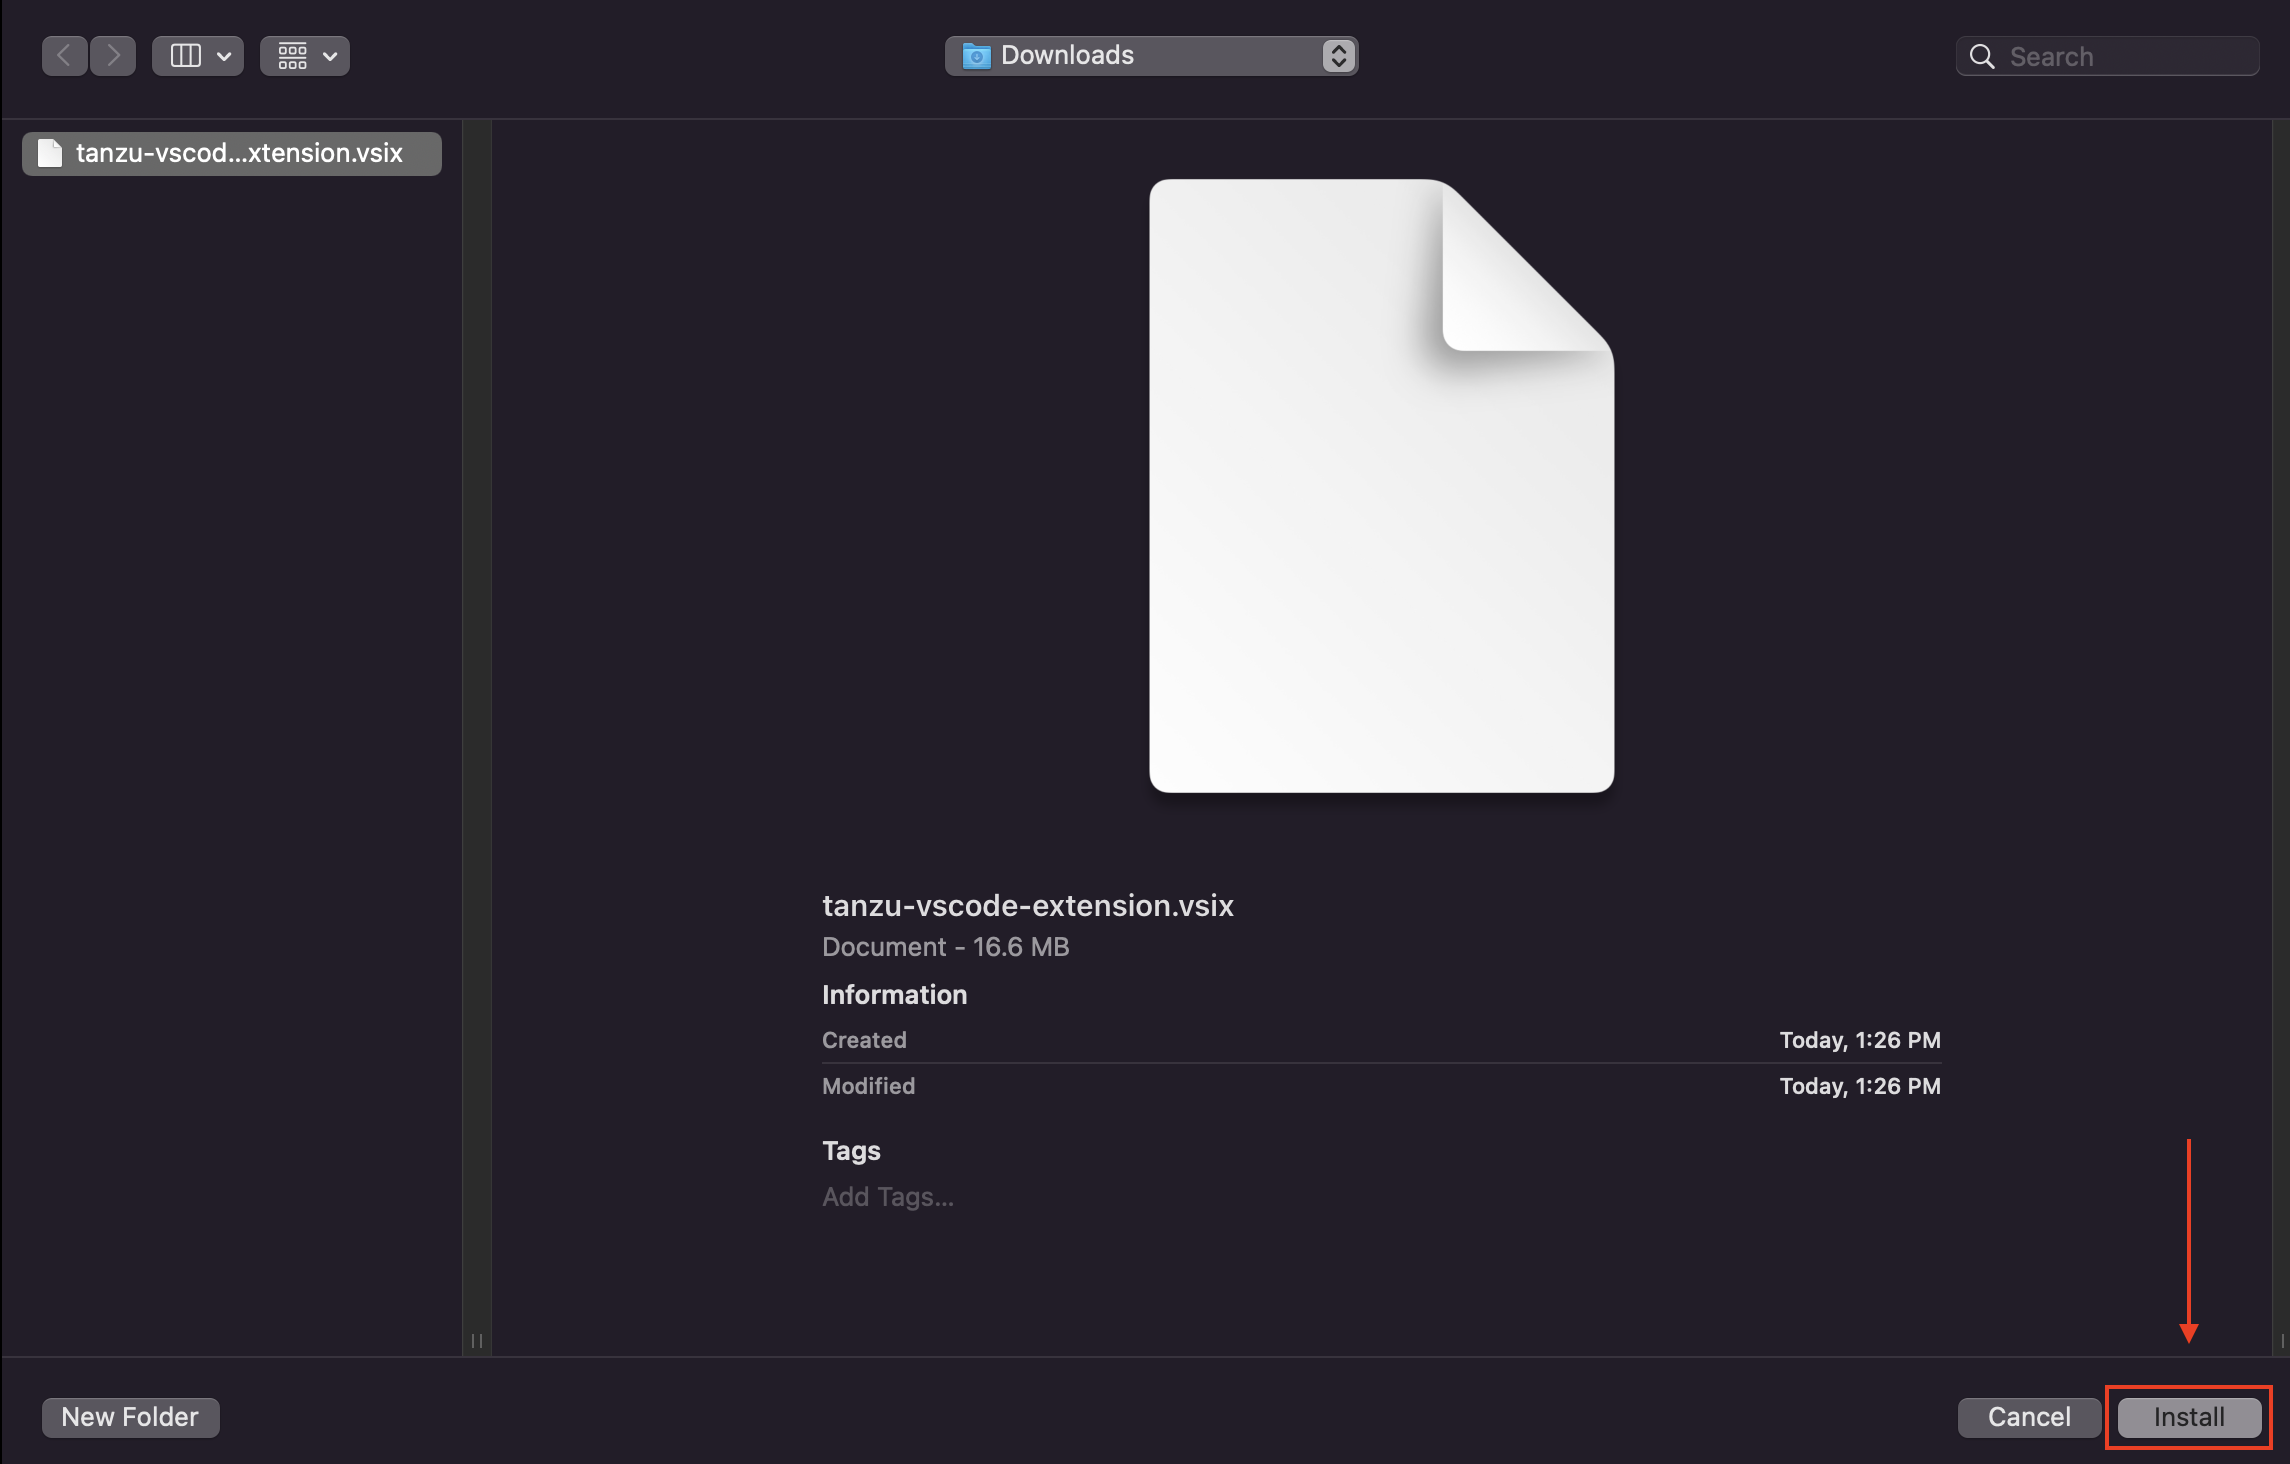 Downloads
Search
tanzu-vscod...xtension.vsix
tanzu-vscode-extension.vsix
Document - 16.6 MB
Information
Created Today, 1:26 PM
Modified Today, 1:26 PM
Tags
Add Tags...
New Folder
Cancel
Install